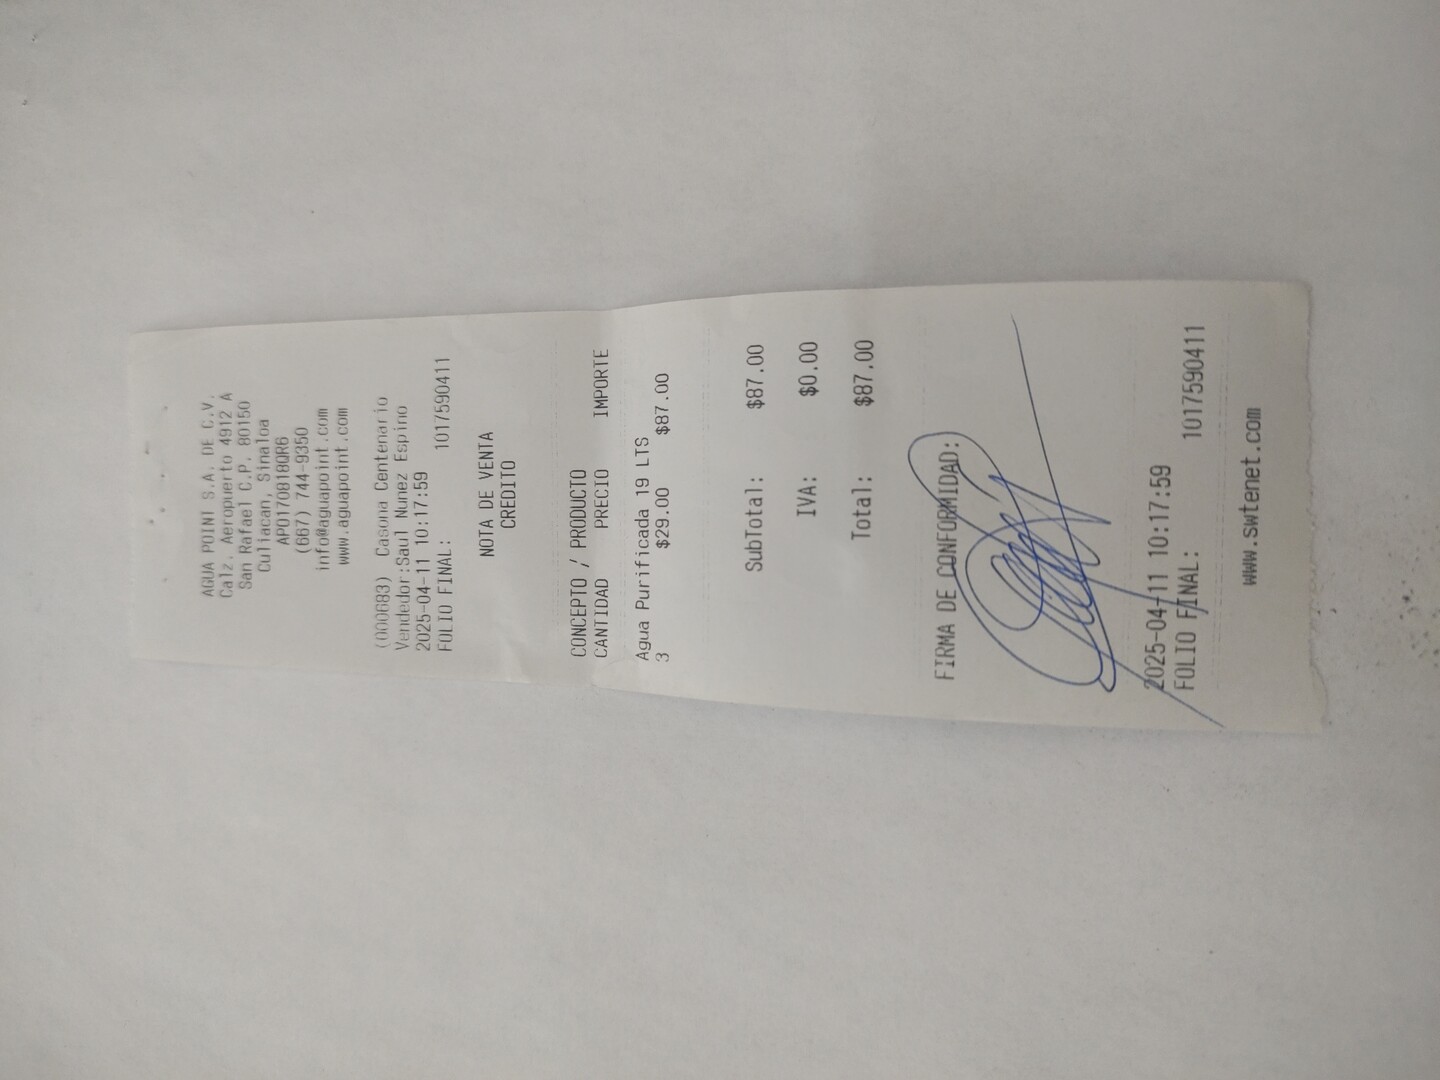 AGUA POINT S.A. DE C.V.
Calz. Aeropuerto 4912 A
San Rafael C.P. 80150
Culiacan, Sinaloa
APO170818QR6
(667) 744-9350
info@aguapoint.com
www.aguapoint.com
(000683) Casona Centenario
Vendedor:Saul Nunez Espino
2025-04-11 10:17:59
FOLIO FINAL: 1017590411
NOTA DE VENTA
CREDITO
CONCEPTO / PRODUCTO
CANTIDAD PRECIO IMPORTE
Agua Purificada 19 LTS
3 $29.00 $87.00
SubTotal: $87.00
IVA: $0.00
Total: $87.00
FIRMA DE CONFORMIDAD:
2025-04-11 10:17:59
FOLIO FINAL: 1017590411
www.swtenet.com